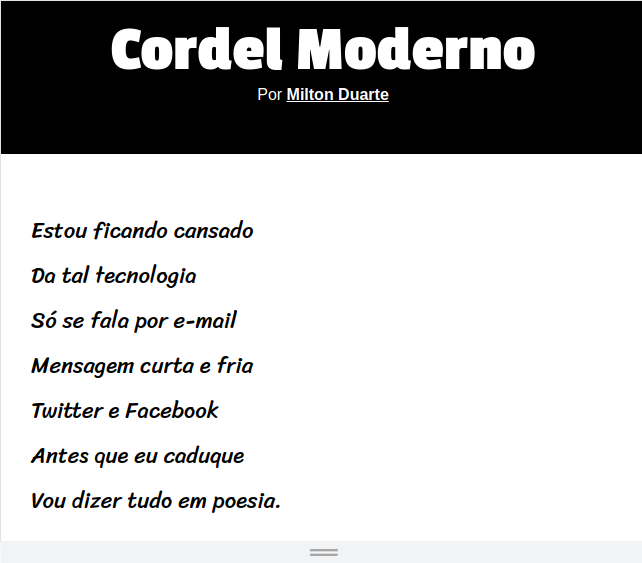 Cordel Moderno
Por Milton Duarte
Estou ficando cansado
Da tal tecnologia
Só se fala por e-mail
Mensagem curta e fria
Twitter e Facebook
Antes que eu caduque
Vou dizer tudo em poesia.